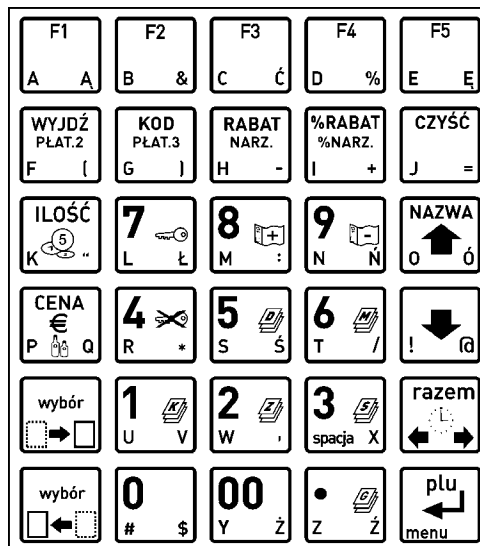 F1 F2 F3 F4 F5
A Ą B & C Ć D % E Ę
WYJDŹ KOD RABAT %RABAT CZYŚĆ
PŁAT.2 PŁAT.3 NARZ. %NARZ.
F ( G ) H - I + J =
ILOŚĆ 7 8 + 9 - NAZWA
5
K " L Ł M : N Ń O Ó
CENA 4 5 D 6 M
€
P Q R * S Ś T / ! @
wybór 1 K 2 Z 3 S razem
U V W , spacja X
wybór 0 00 • G plu
# $ Y Ż Z Ź menu